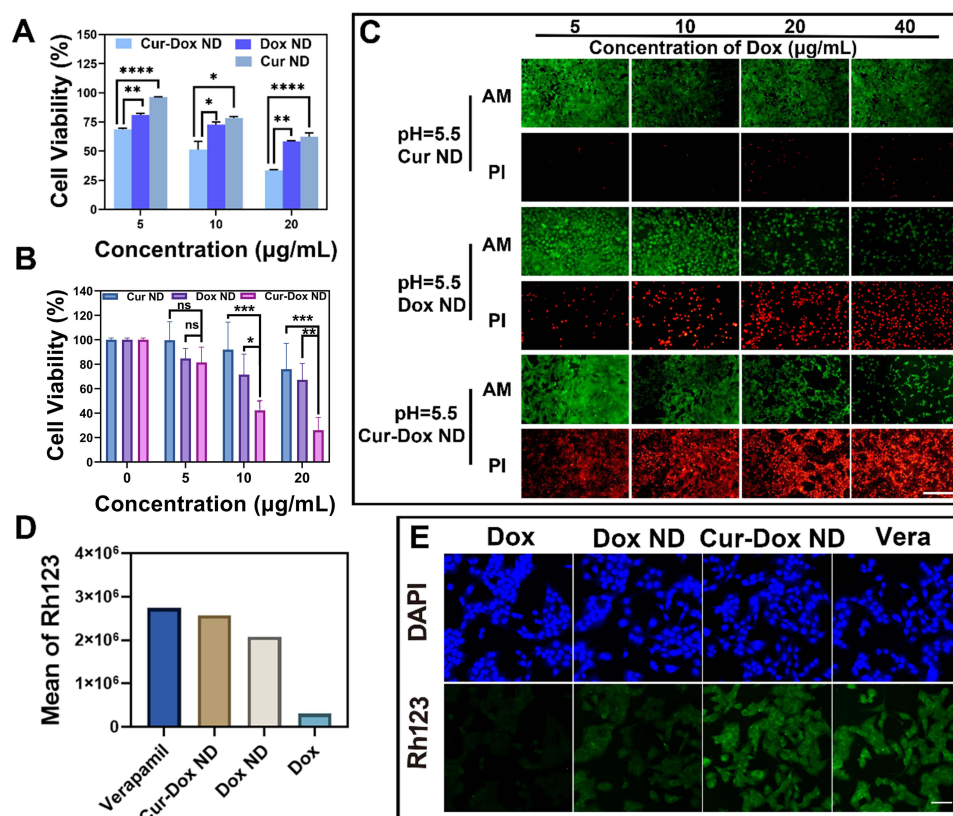 A
Cell Viability (%)
150
100
75
50
25
0
Cur-Dox ND
Dox ND
Cur ND
****
**
*
*
****
**
5
10
20
Concentration (µg/mL)
B
Cell Viability (%)
140
120
100
80
60
40
20
0
Cur ND
Dox ND
Cur-Dox ND
ns
ns
***
*
***
**
0
5
10
20
Concentration (µg/mL)
C
5
10
20
40
Concentration of Dox (µg/mL)
pH=5.5
Cur ND
AM
PI
pH=5.5
Dox ND
AM
PI
pH=5.5
Cur-Dox ND
AM
PI
D
Mean of Rh123
4×10⁶
3×10⁶
2×10⁶
1×10⁶
0
Verapamil
Cur-Dox ND
Dox ND
Dox
E
Dox
Dox ND
Cur-Dox ND
Vera
DAPI
Rh123